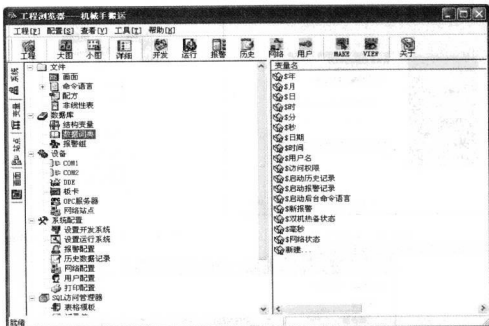 工程浏览器---机械手搬运
工程[F] 配置[S] 查看[V] 工具[T] 帮助[H]
工程 大图 小图 详细 开发 运行 报警 历史 网络 用户 MAKE VIEW 关于
系统
变量
站点
画面
文件
画面
命令语言
配方
非线性表
数据库
结构变量
数据词典
报警组
设备
COM1
COM2
DDE
板卡
OPC服务器
网络站点
系统配置
设置开发系统
设置运行系统
报警配置
历史数据记录
网络配置
用户配置
打印配置
SQL访问管理器
表格模板
变量名
$年
$月
$日
$时
$分
$秒
$日期
$时间
$用户名
$访问权限
$启动历史记录
$启动报警记录
$启动后台命令语言
$新报警
$双机热备状态
$毫秒
$网络状态
新建...
就绪